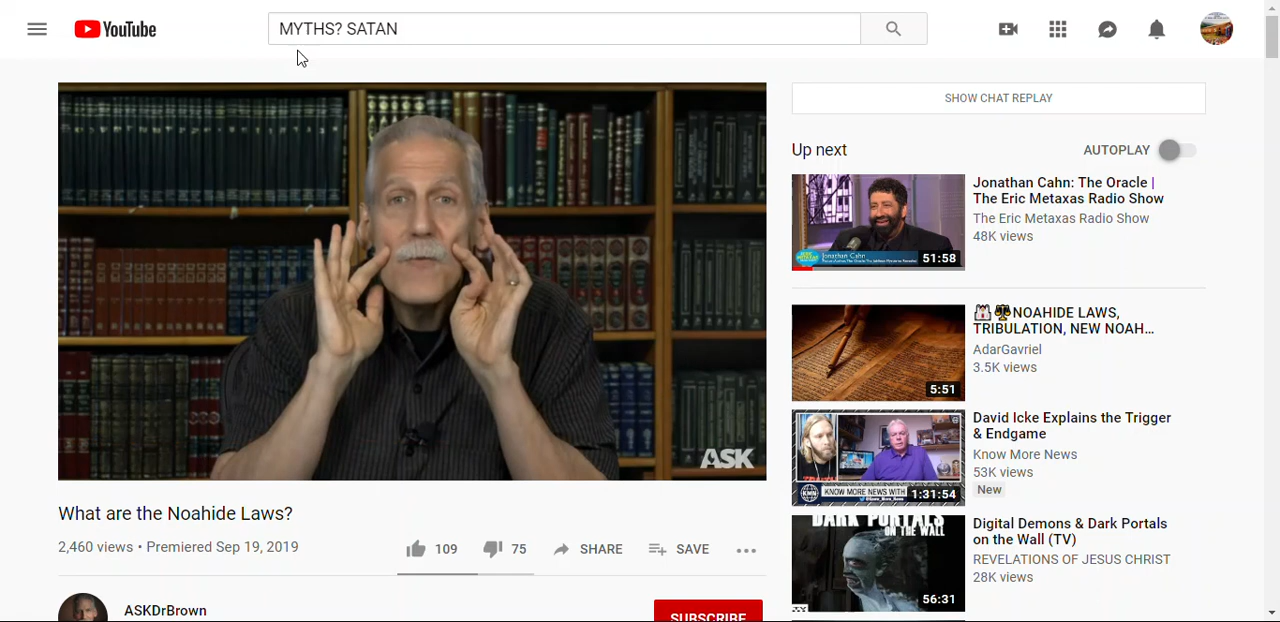 YouTube
MYTHS? SATAN
SHOW CHAT REPLAY
Up next
AUTOPLAY
Jonathan Cahn: The Oracle |
The Eric Metaxas Radio Show
The Eric Metaxas Radio Show
48K views
Jonathan Cahn
51:58
NOAHIDE LAWS,
TRIBULATION, NEW NOAH...
AdarGavriel
3.5K views
5:51
David Icke Explains the Trigger
& Endgame
Know More News
53K views
New
KMN
KNOW MORE NEWS WITH
1:31:54
Digital Demons & Dark Portals
on the Wall (TV)
REVELATIONS OF JESUS CHRIST
28K views
DARK PORTALS
ON THE WALL
56:31
ASK
What are the Noahide Laws?
2,460 views • Premiered Sep 19, 2019
109
75
SHARE
SAVE
ASKDrBrown
SUBSCRIBE